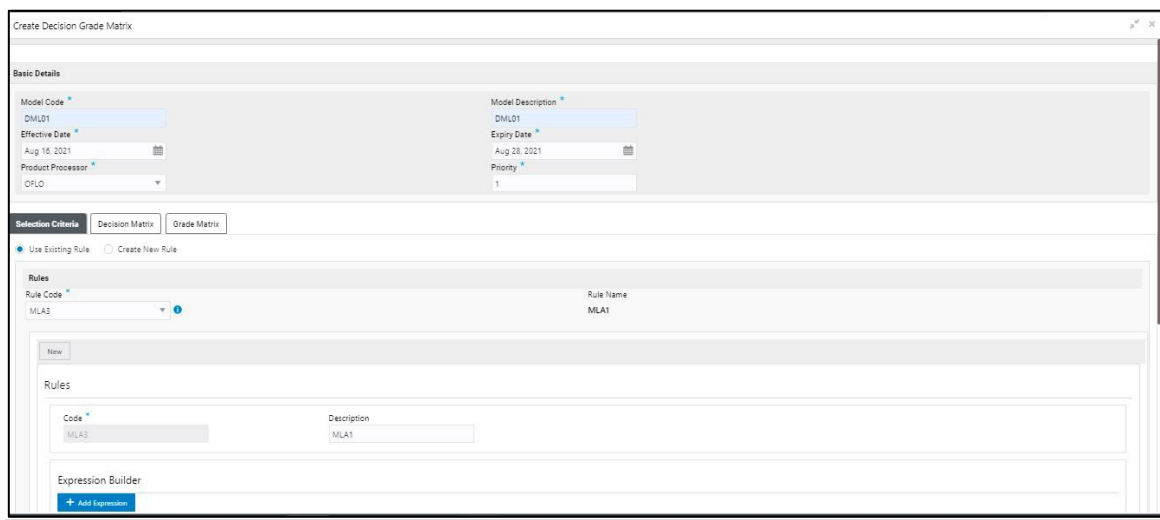 Create Decision Grade Matrix
Basic Details
Model Code *
Model Description *
DML01
DML01
Effective Date *
Expiry Date *
Aug 16, 2021
Aug 28, 2021
Product Processor *
Priority *
OFLO
1
Selection Criteria Decision Matrix Grade Matrix
Use Existing Rule Create New Rule
Rules
Rule Code *
Rule Name
MLA3
MLA1
New
Rules
Code *
Description
MLA3
MLA1
Expression Builder
+ Add Expression